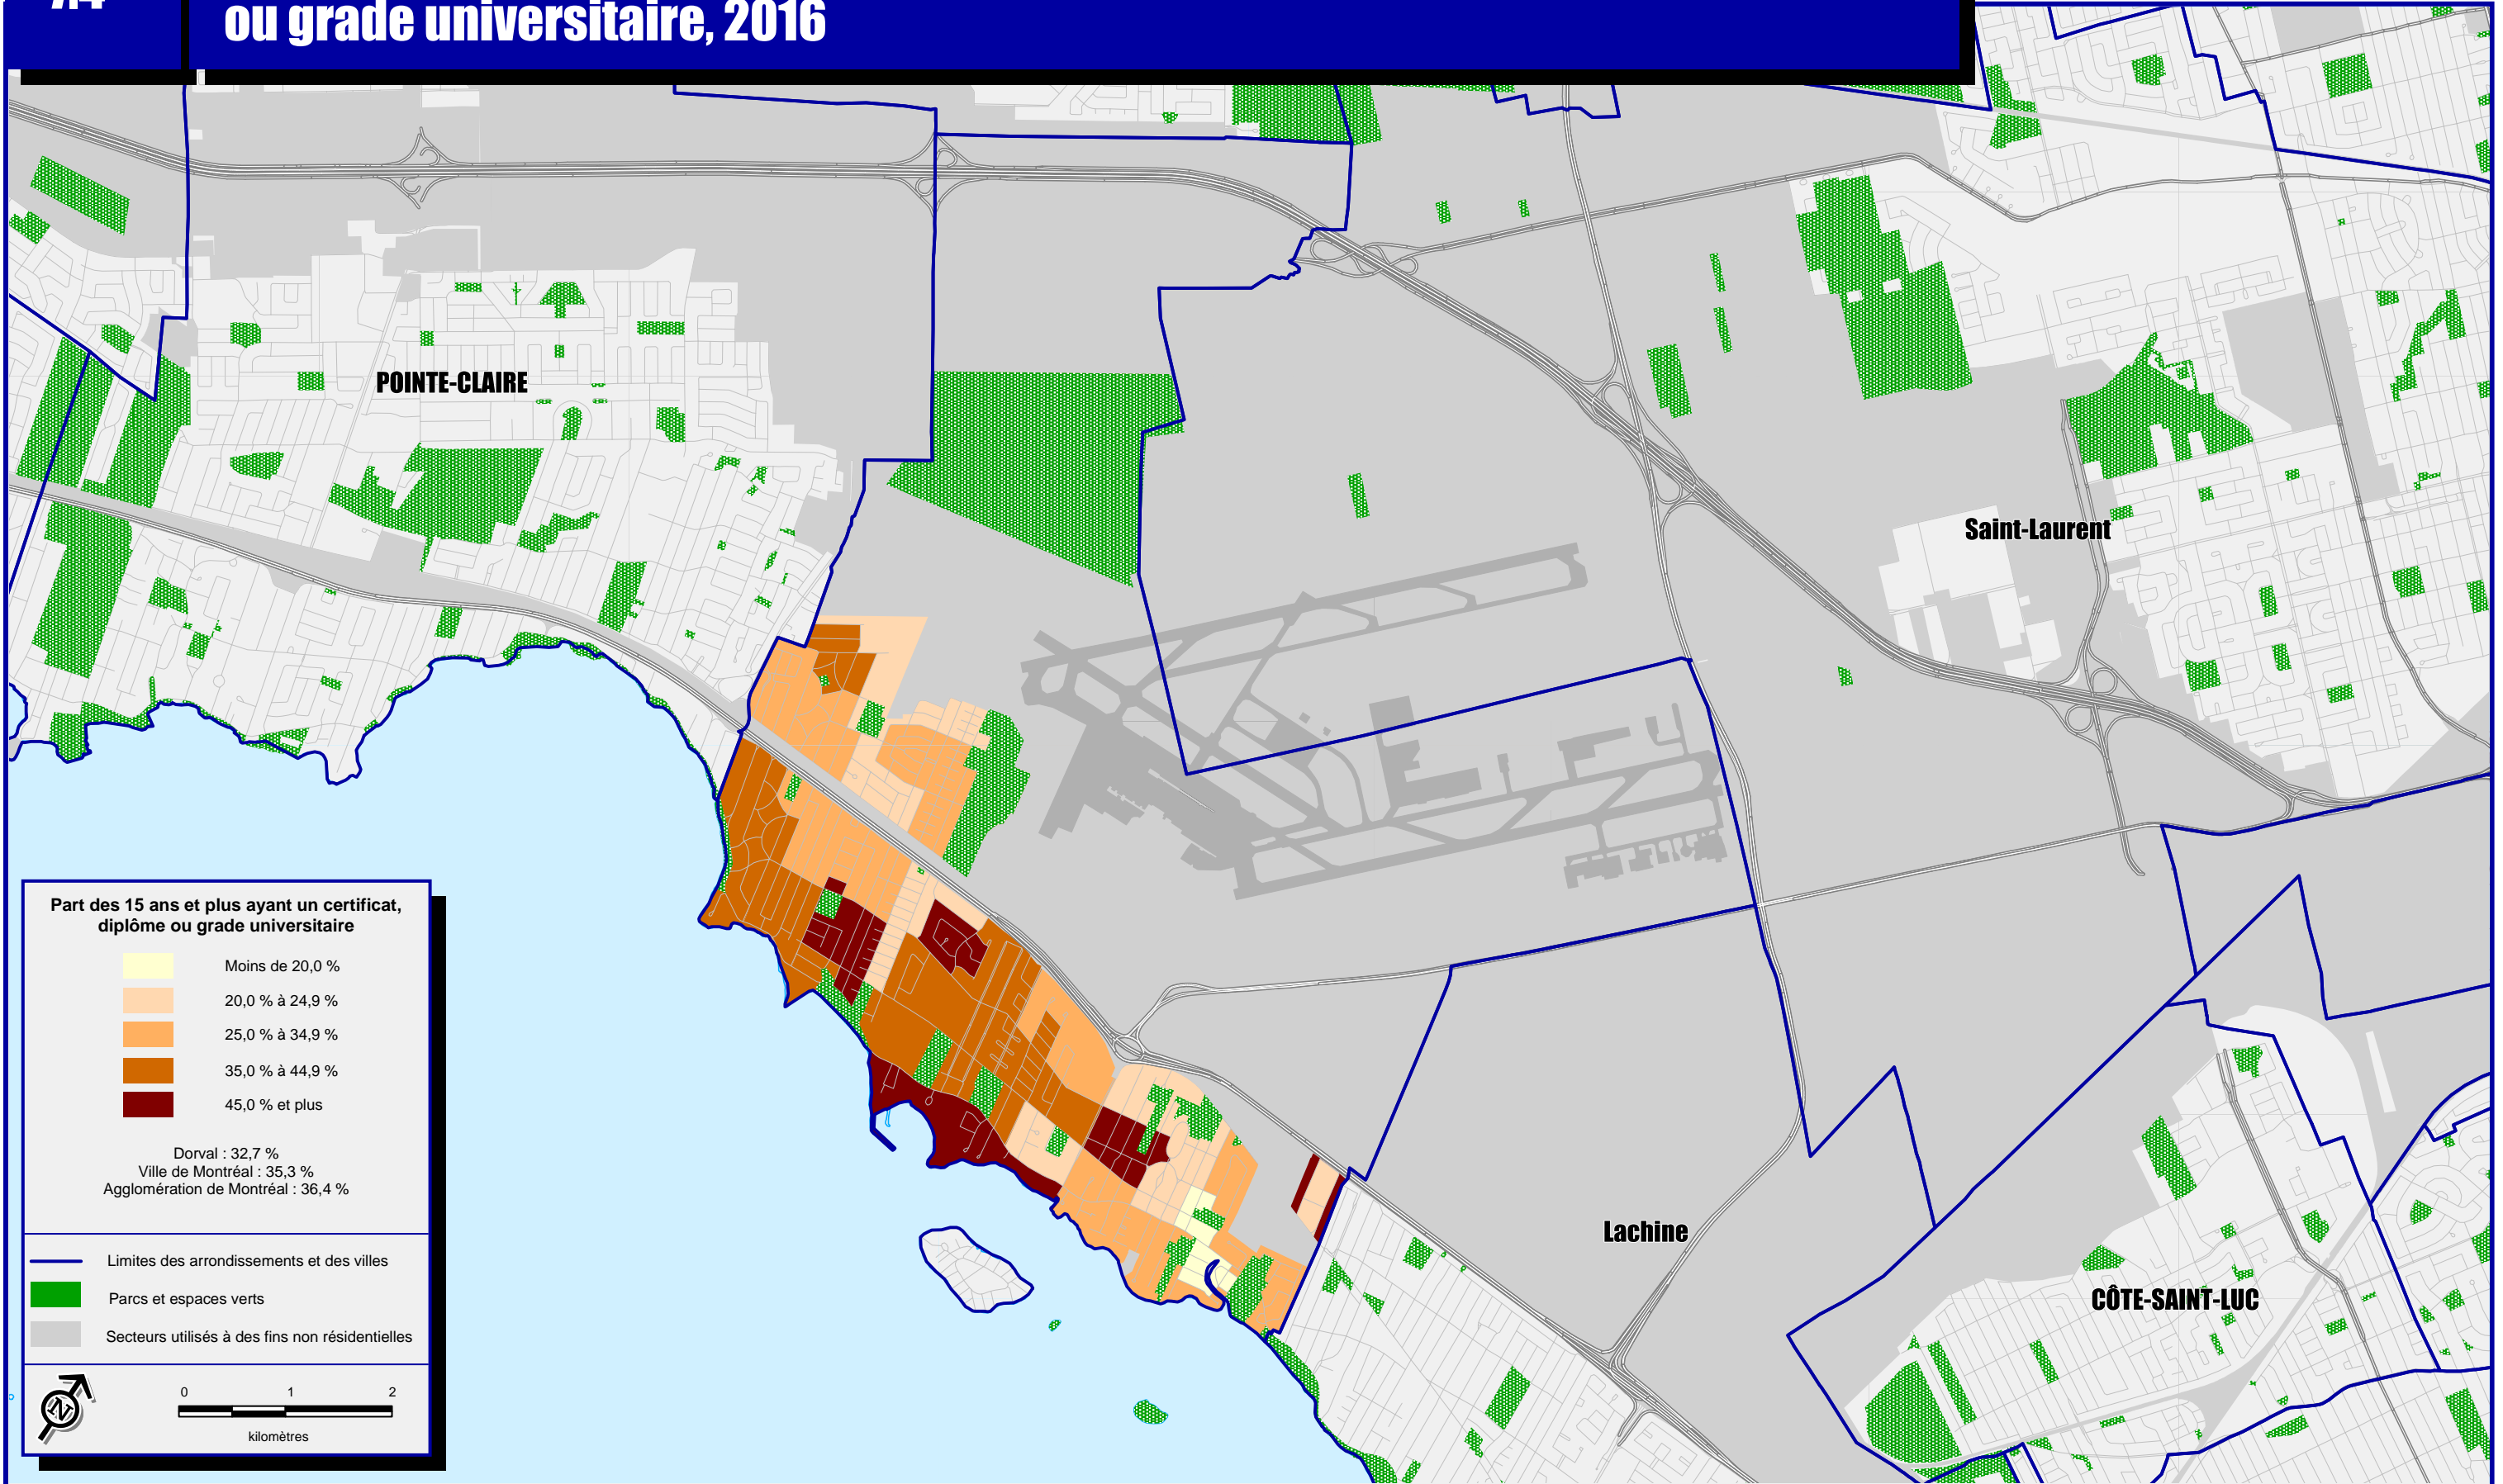 ou grade universitaire, 2016
POINTE-CLAIRE
Saint-Laurent
Part des 15 ans et plus ayant un certificat,
diplôme ou grade universitaire
Moins de 20,0 %
20,0 % à 24,9 %
25,0 % à 34,9 %
35,0 % à 44,9 %
45,0 % et plus
Dorval : 32,7 %
Ville de Montréal : 35,3 %
Agglomération de Montréal : 36,4 %
Lachine
CÔTE-SAINT-LUC
Limites des arrondissements et des villes
Parcs et espaces verts
Secteurs utilisés à des fins non résidentielles
N
0 1 2
kilomètres